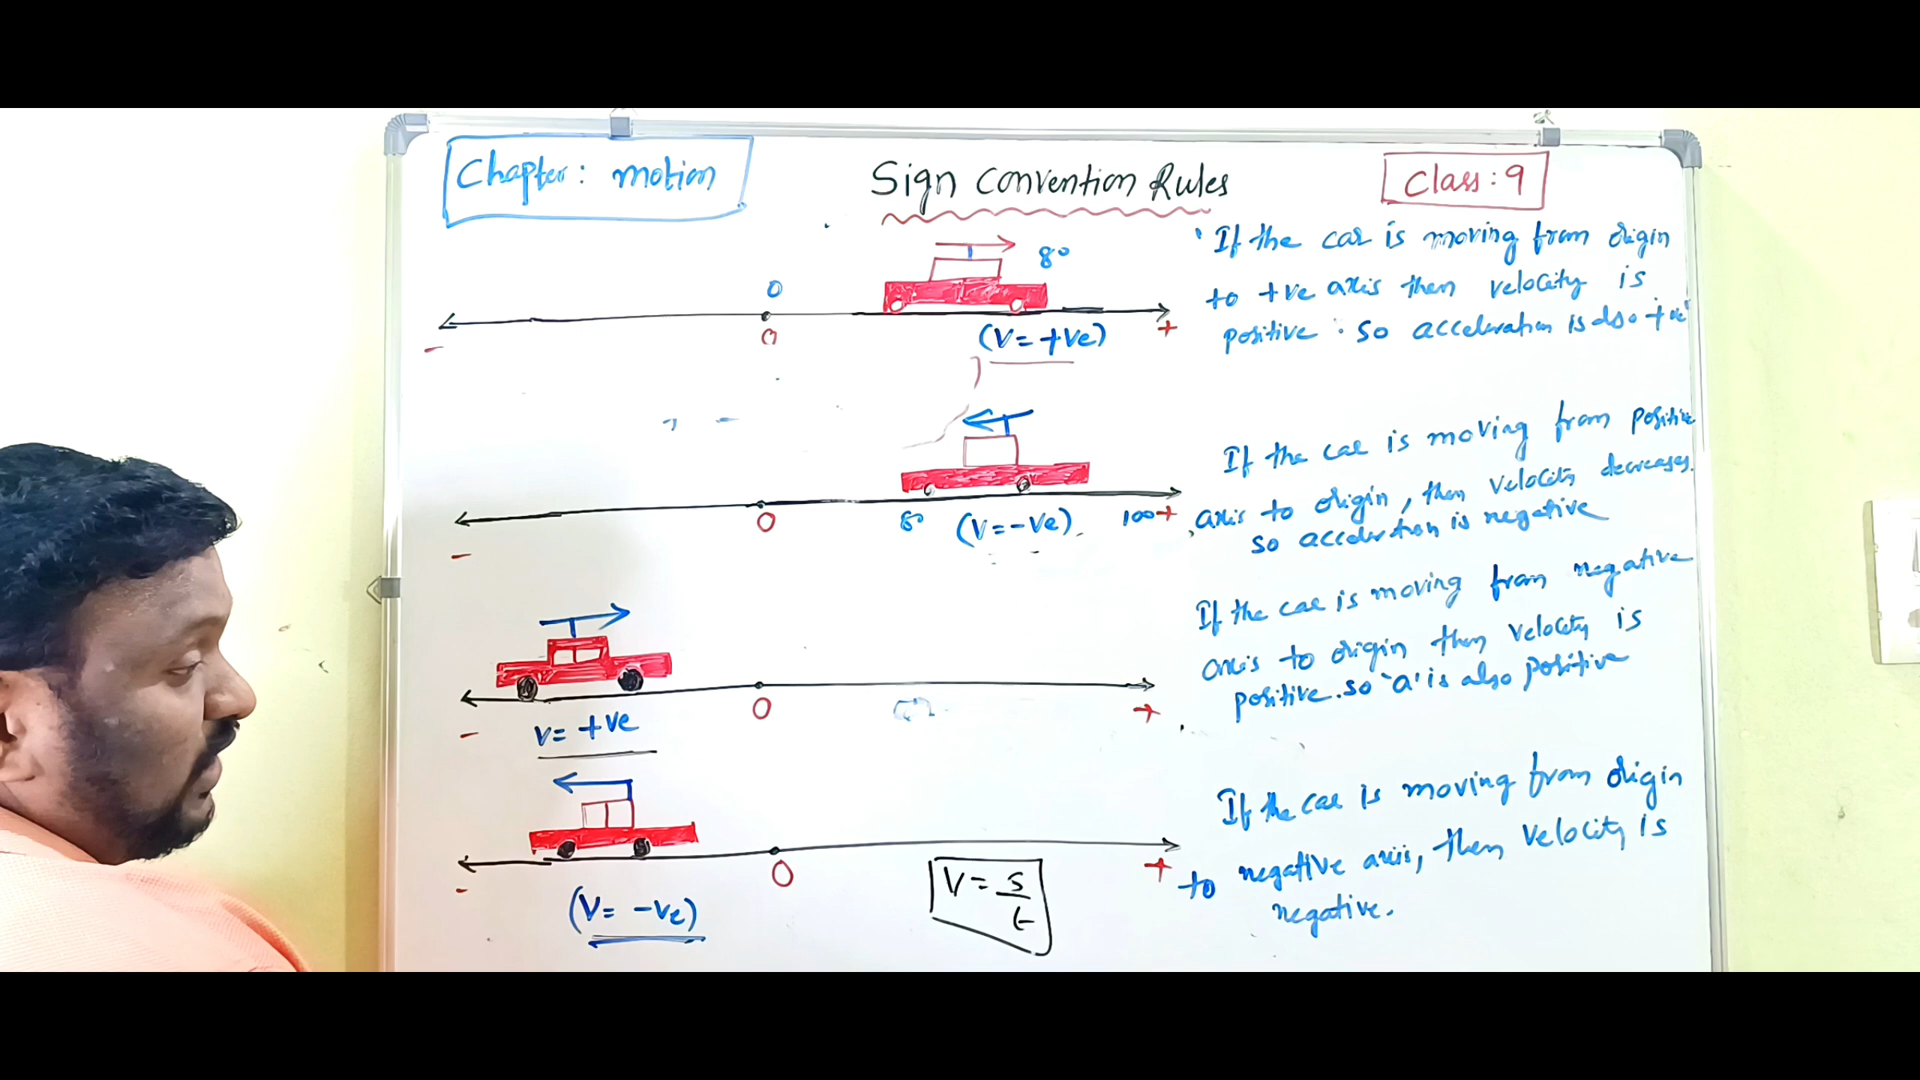 Chapter: motion
Sign Convention Rules
Class: 9
If the car is moving from origin
to +ve axis then velocity is
positive. So acceleration is also +ve
0
80
- 0 (V= +Ve) +
If the car is moving from positive
axis to origin, then velocity decreases.
so acceleration is negative
- 0 80 (V= -Ve) 100 +
If the car is moving from negative
axis to origin then velocity is
positive. so 'a' is also positive
- V= +Ve 0 +
If the car is moving from origin
to negative axis, then velocity is
negative.
- (V= -Ve) 0 +
V= s/t